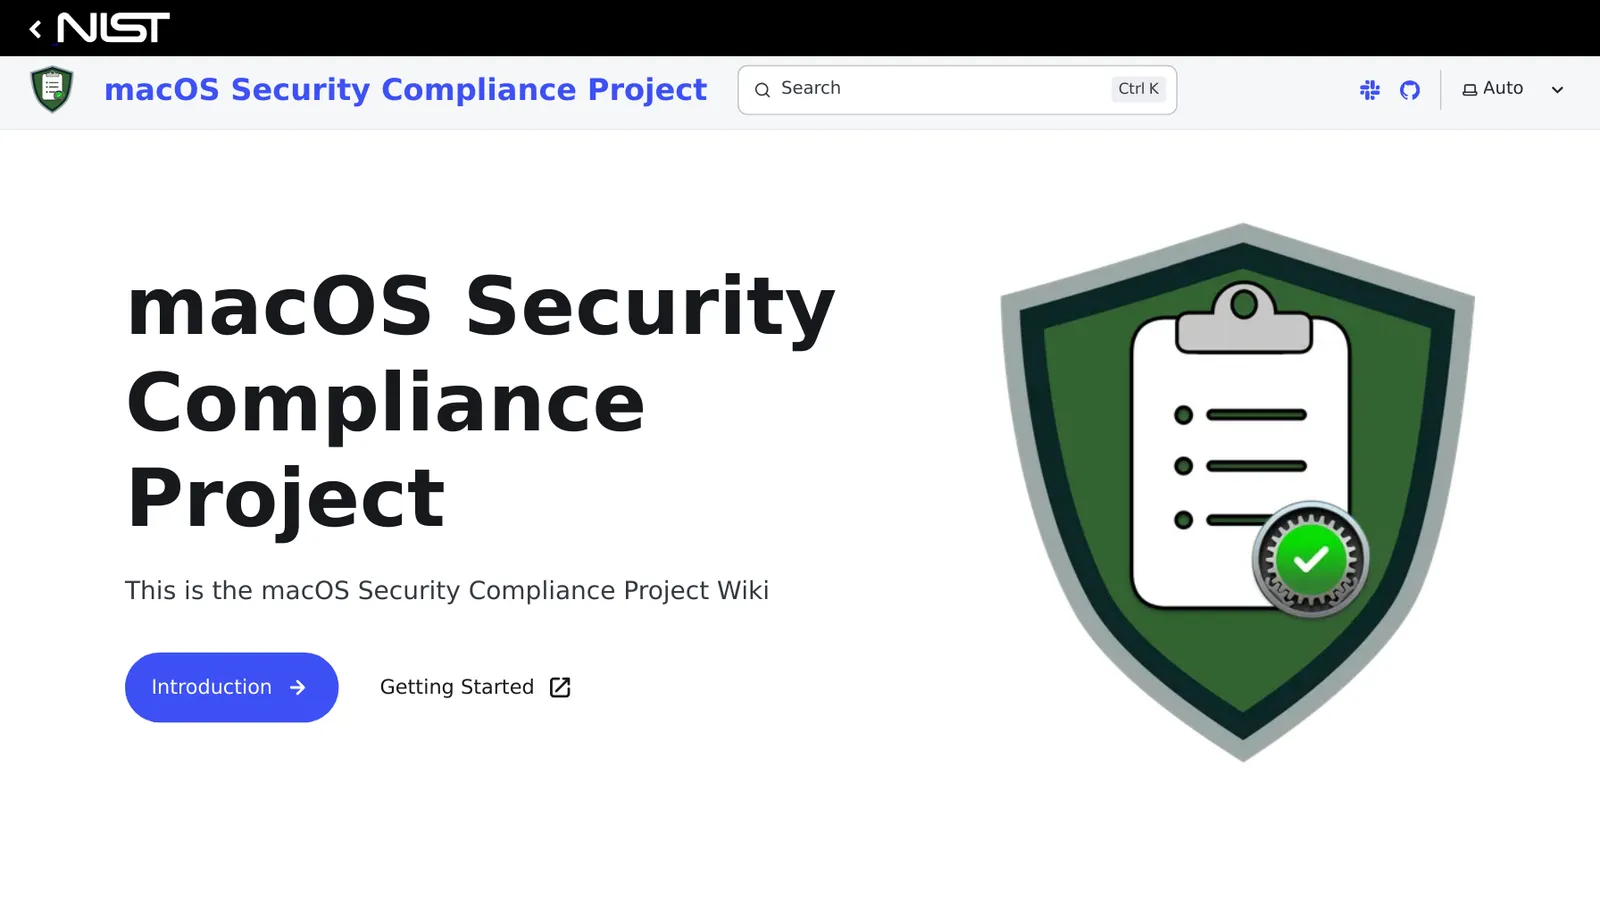 NIST
macOS Security Compliance Project
Search
Ctrl K
Auto
macOS Security
Compliance
Project
This is the macOS Security Compliance Project Wiki
Introduction
Getting Started